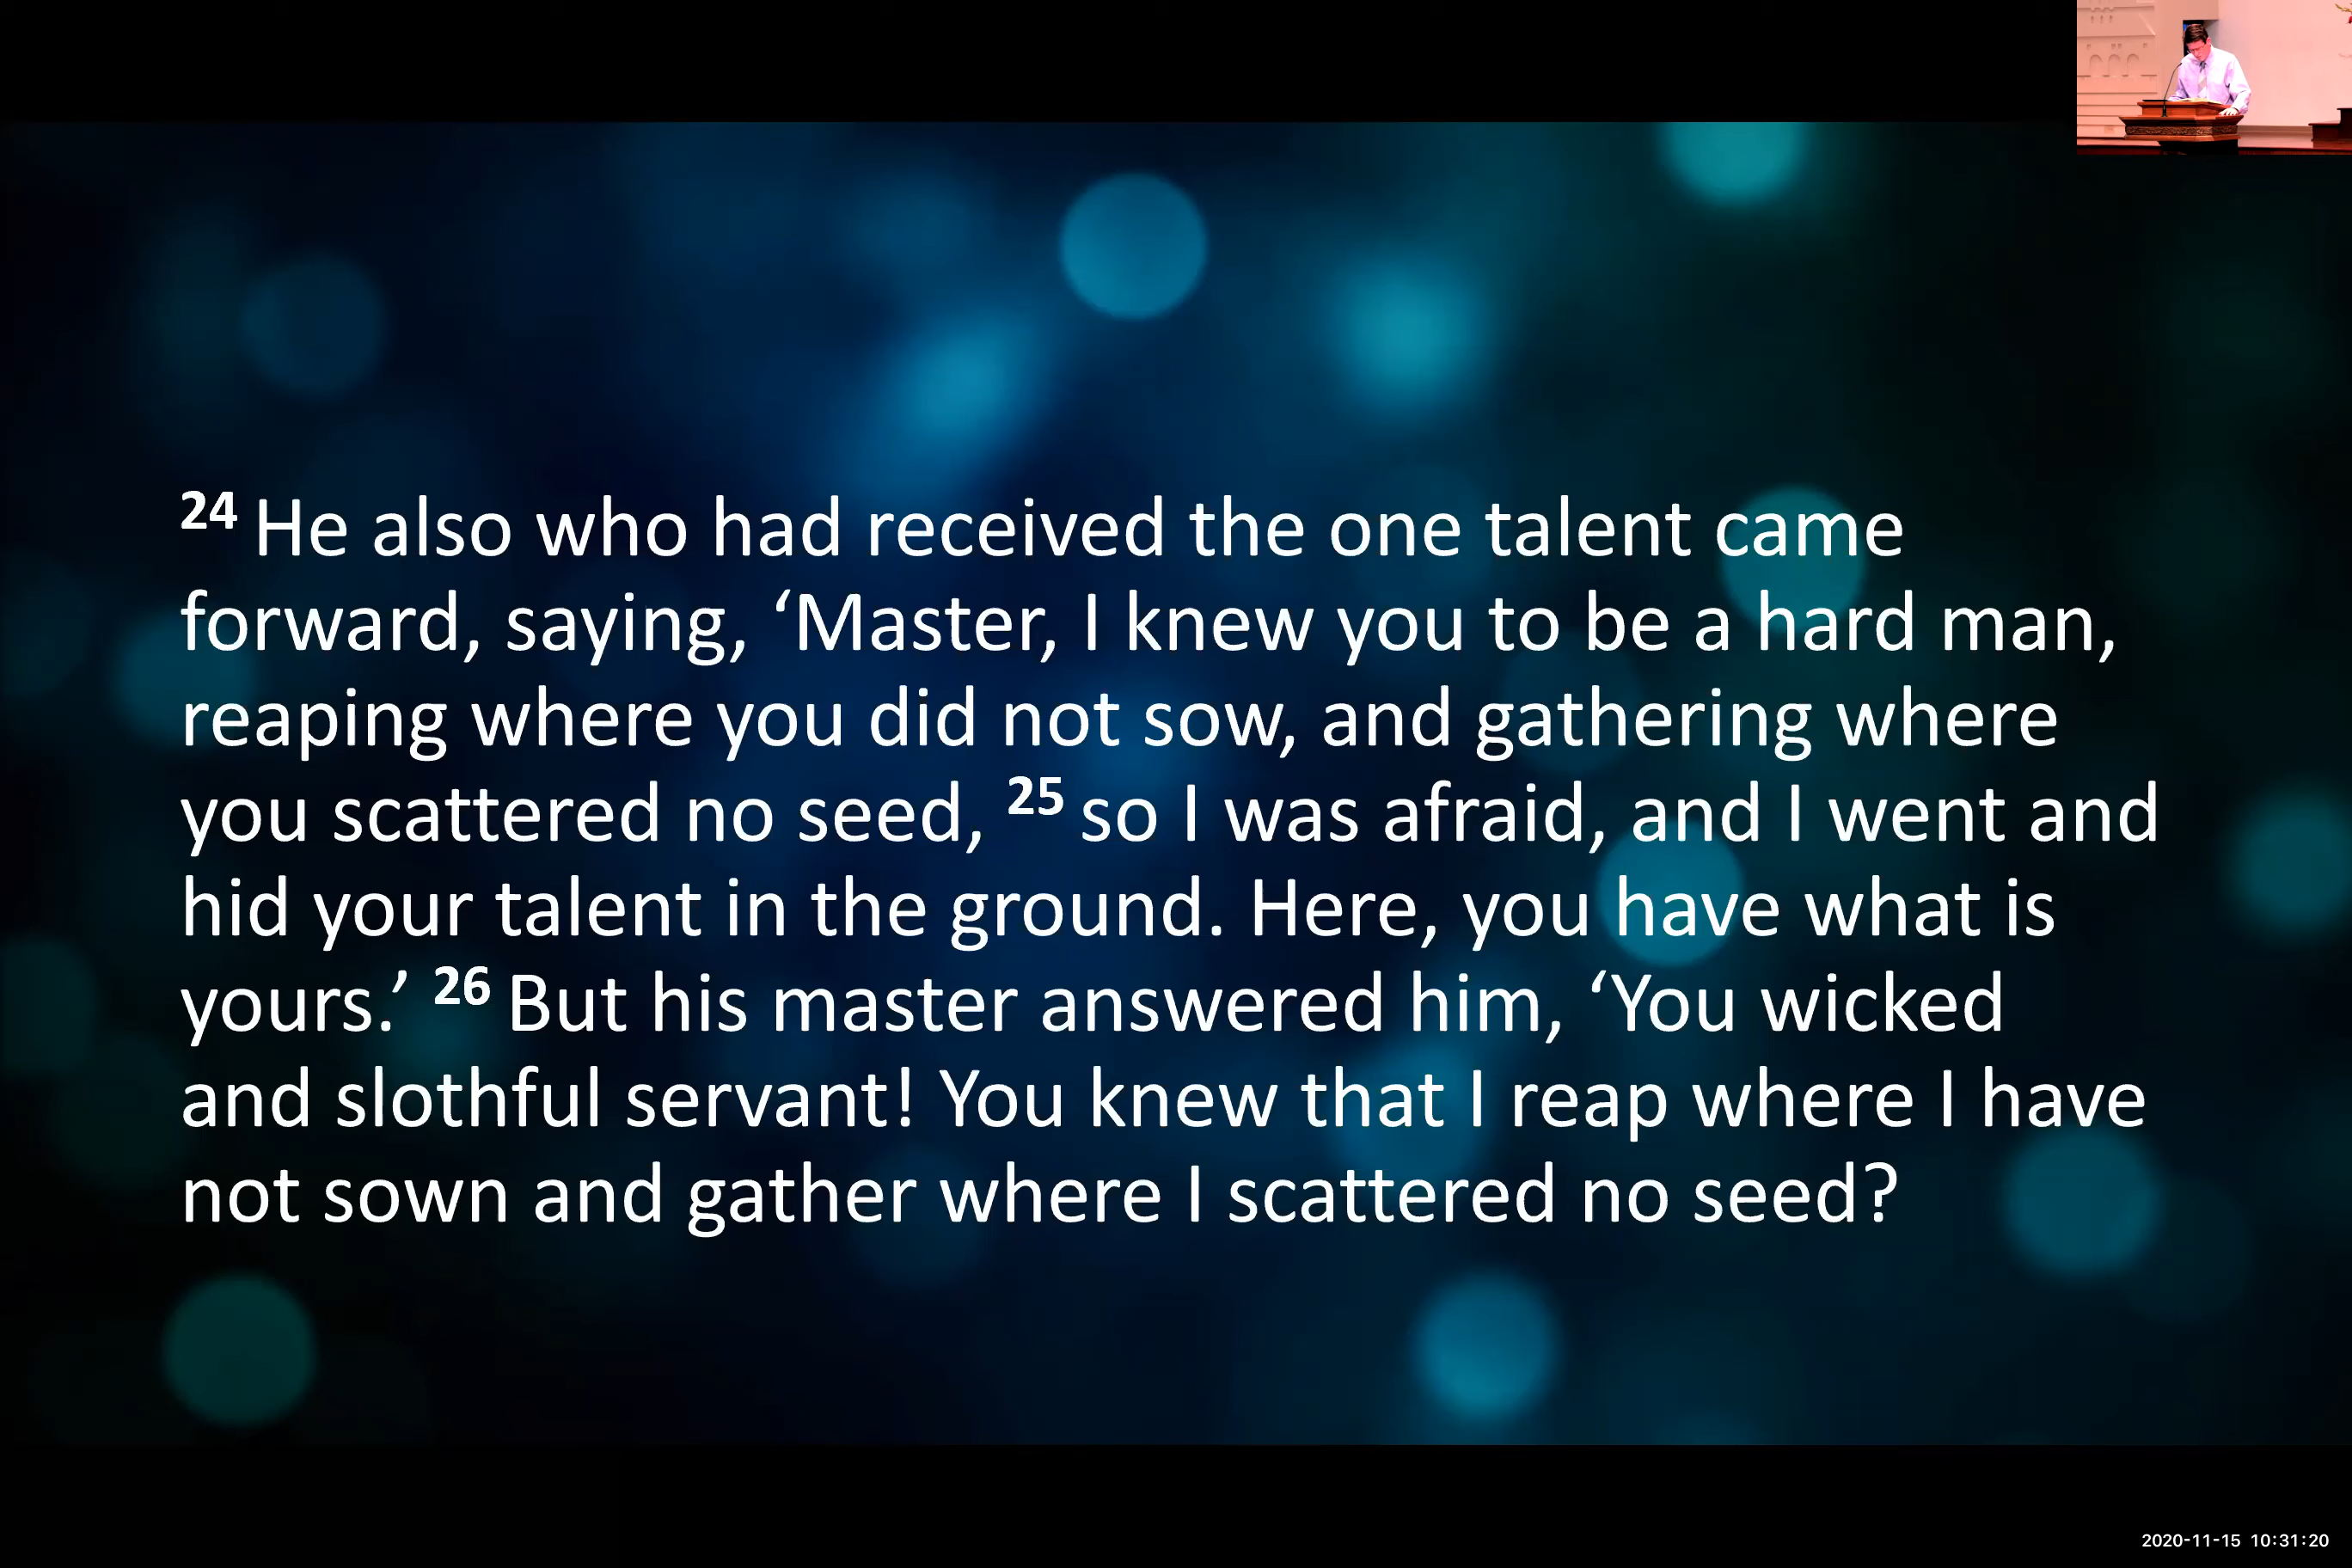 24 He also who had received the one talent came
forward, saying, ‘Master, I knew you to be a hard man,
reaping where you did not sow, and gathering where
you scattered no seed, 25 so I was afraid, and I went and
hid your talent in the ground. Here, you have what is
yours.’ 26 But his master answered him, ‘You wicked
and slothful servant! You knew that I reap where I have
not sown and gather where I scattered no seed?
2020-11-15 10:31:20